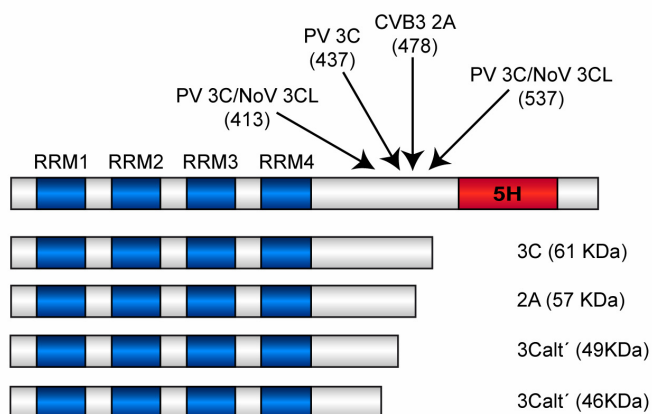 CVB3 2A
(478)
PV 3C
(437)
PV 3C/NoV 3CL
(537)
PV 3C/NoV 3CL
(413)
RRM1 RRM2 RRM3 RRM4
5H
3C (61 KDa)
2A (57 KDa)
3Calt´ (49KDa)
3Calt´ (46KDa)